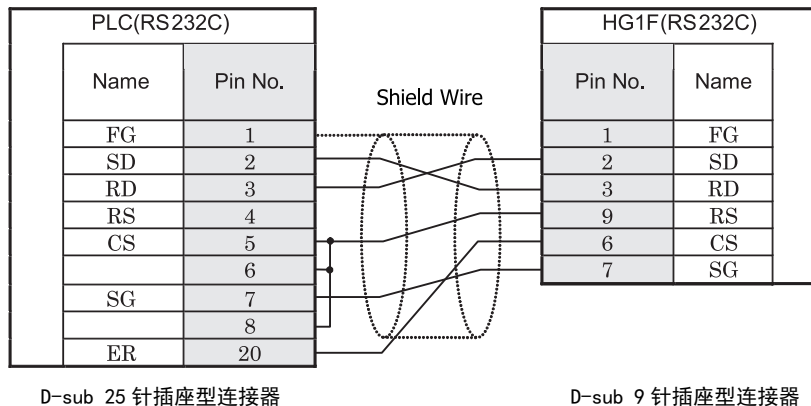 PLC(RS232C)
HG1F(RS232C)
Name Pin No.
Pin No. Name
Shield Wire
FG 1
SD 2
RD 3
RS 4
CS 5
6
SG 7
8
ER 20
1 FG
2 SD
3 RD
9 RS
6 CS
7 SG
D-sub 25 针插座型连接器
D-sub 9 针插座型连接器